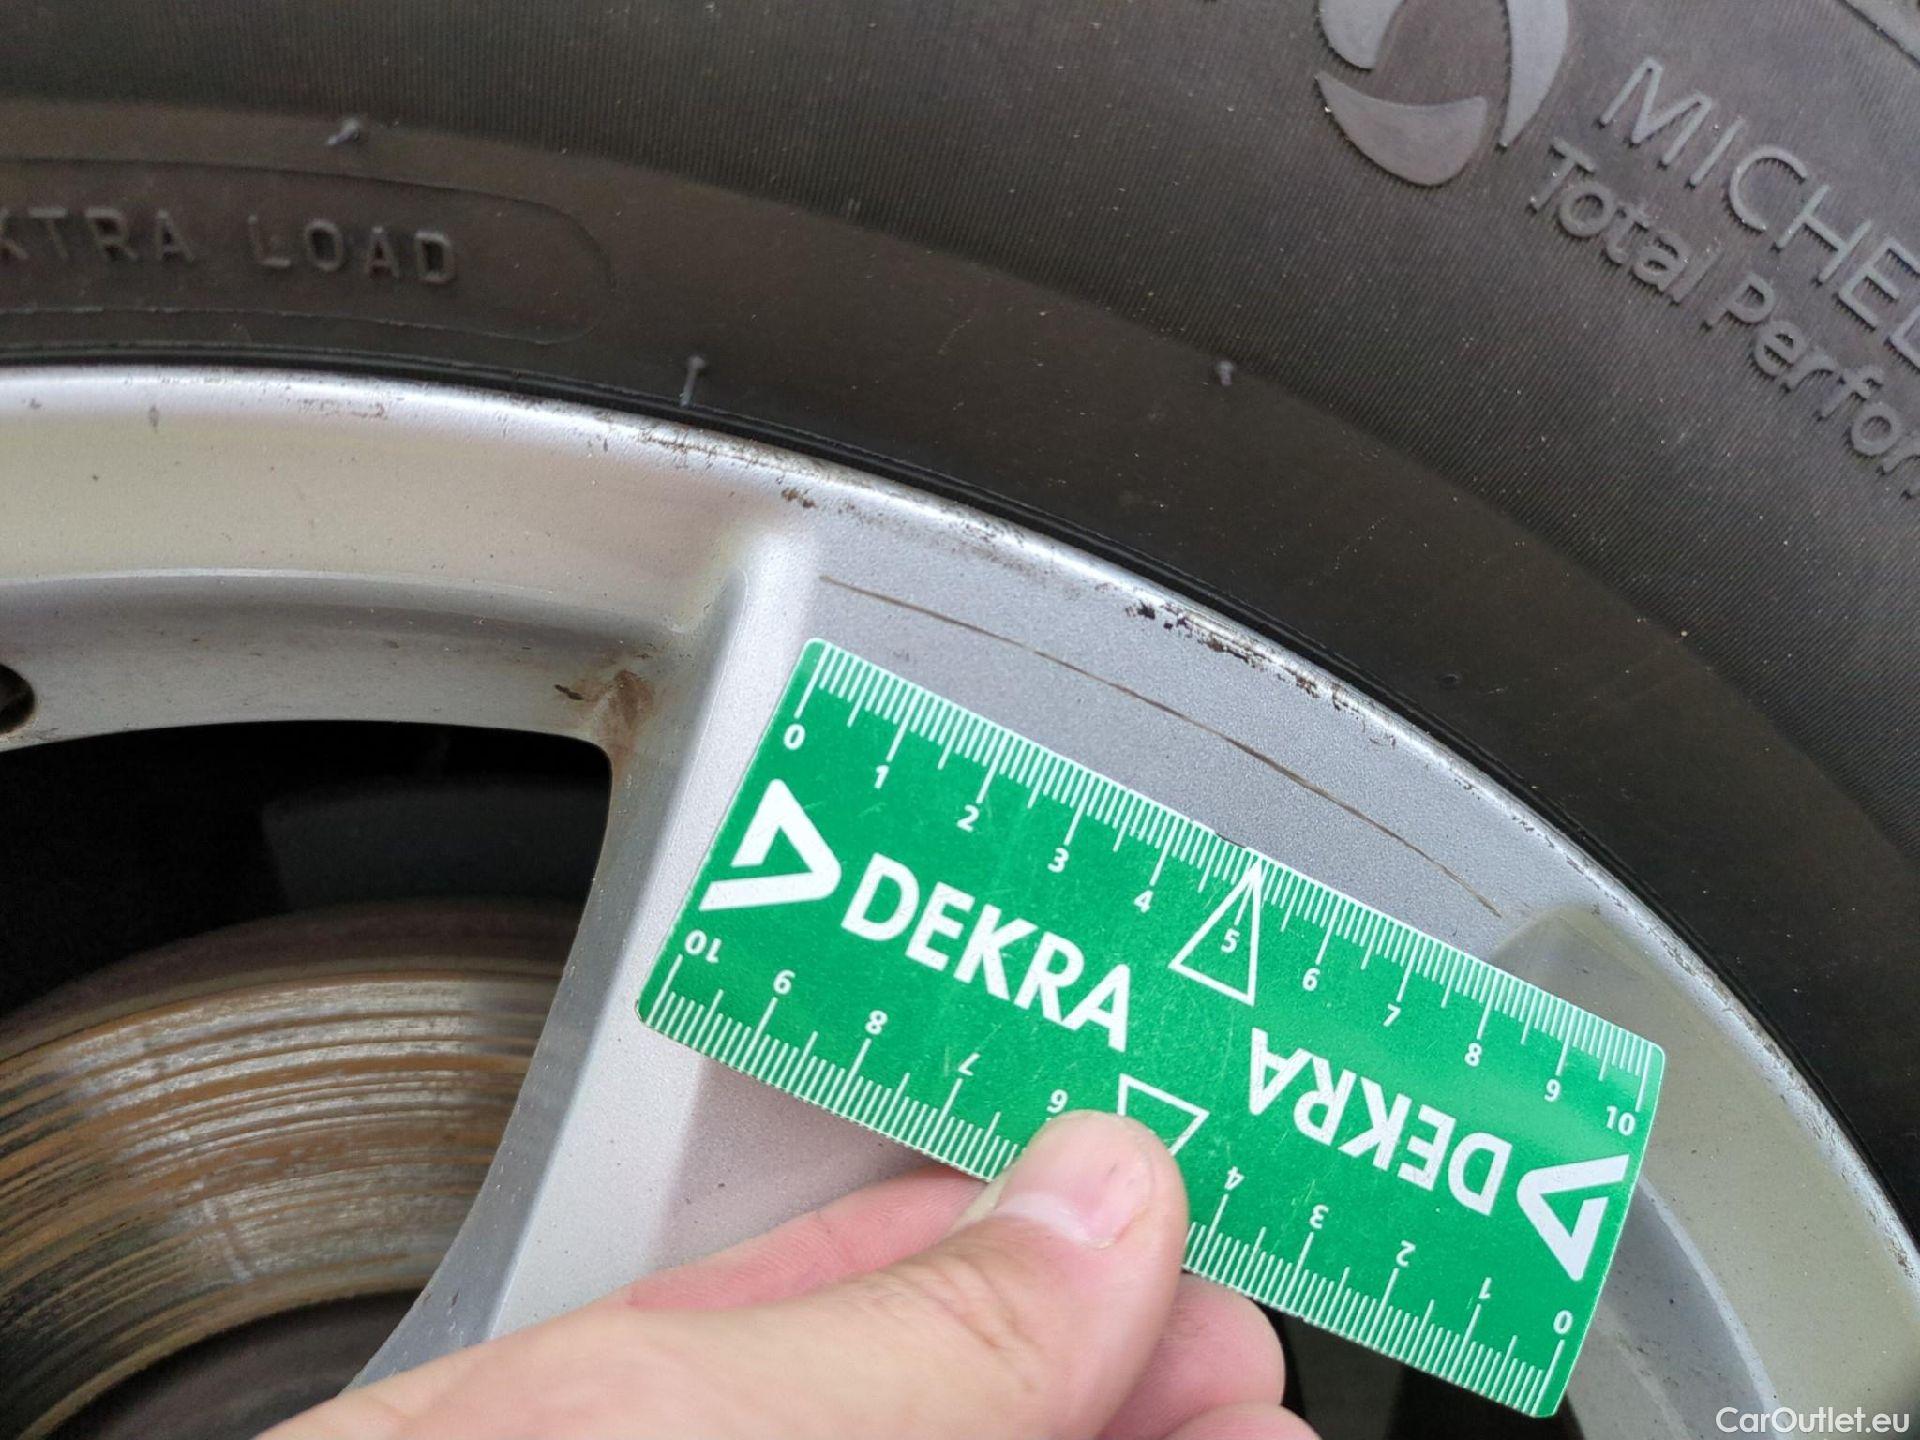 MICHEL
Total Perfor
XTRA LOAD
0 1 2 3 4 5 6 7 8 9 10
DEKRA
DEKRA
10 9 8 7 6 4 3 2 1 0
CarOutlet.eu